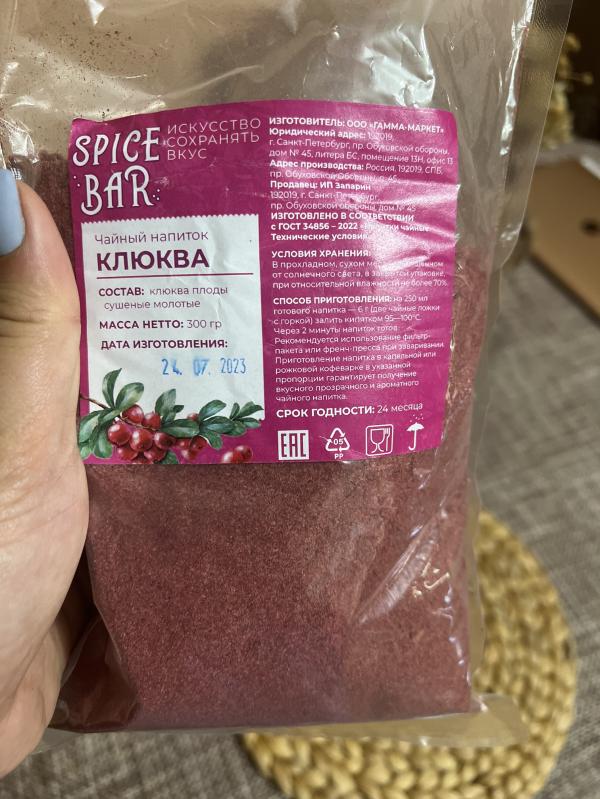 SPICE BAR
ИСКУССТВО
СОХРАНЯТЬ
ВКУС
Чайный напиток
КЛЮКВА
СОСТАВ: клюква плоды
сушеные молотые
МАССА НЕТТО: 300 гр
ДАТА ИЗГОТОВЛЕНИЯ:
24. 07. 2023
ИЗГОТОВИТЕЛЬ: ООО «ГАММА-МАРКЕТ»
Юридический адрес: 192019,
г. Санкт-Петербург, пр. Обуховской обороны,
дом № 45, литера БС, помещение 13Н, офис 13
Адрес производства: Россия, 192019, СПБ,
пр. Обуховской Обороны, д. 45
Продавец: ИП Запарин
192019, г. Санкт-Петербург,
пр. Обуховской обороны, дом № 45
ИЗГОТОВЛЕНО В СООТВЕТСТВИИ
с ГОСТ 34856 – 2022 «Напитки чайные
Технические условия
УСЛОВИЯ ХРАНЕНИЯ:
В прохладном, сухом
от солнечного света, в закрытой упаковке,
при относительной влажности не более 70%.
СПОСОБ ПРИГОТОВЛЕНИЯ: на 250 мл
готового напитка — 6 г (две чайные ложки
с горкой) залить кипятком 95—100°C.
Через 2 минуты напиток готов.
Рекомендуется использование фильтр-
пакета или френч-пресса при заваривании.
Приготовление напитка в капельной или
рожковой кофеварке в указанной
пропорции гарантирует получение
вкусного прозрачного и ароматного
чайного напитка.
СРОК ГОДНОСТИ: 24 месяца
EAC
05
PP